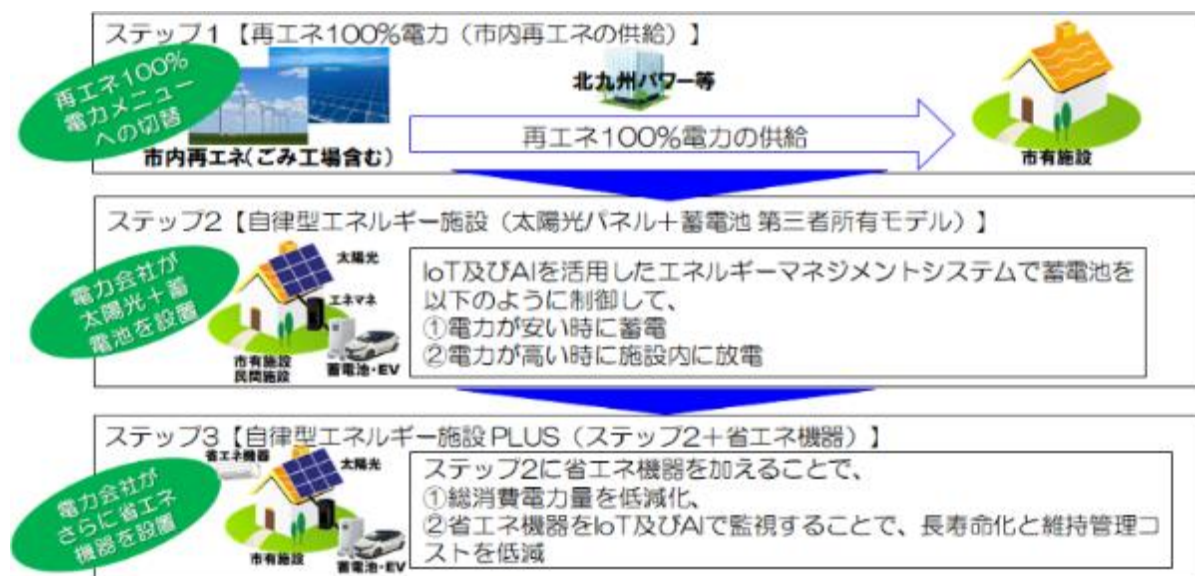 ステップ1【再エネ100%電力（市内再エネの供給）】
再エネ100%
電力メニュー
への切替
市内再エネ(ごみ工場含む)
北九州パワー等
再エネ100%電力の供給
市有施設
ステップ2【自律型エネルギー施設（太陽光パネル＋蓄電池 第三者所有モデル）】
電力会社が
太陽光＋蓄
電池を設置
太陽光
エネマネ
市有施設
民間施設
蓄電池・EV
IoT及びAIを活用したエネルギーマネジメントシステムで蓄電池を
以下のように制御して、
①電力が安い時に蓄電
②電力が高い時に施設内に放電
ステップ3【自律型エネルギー施設 PLUS（ステップ2＋省エネ機器）】
電力会社が
さらに省エネ
機器を設置
省エネ機器
太陽光
市有施設
蓄電池・EV
ステップ2に省エネ機器を加えることで、
①総消費電力量を低減化、
②省エネ機器をIoT及びAIで監視することで、長寿命化と維持管理コ
ストを低減